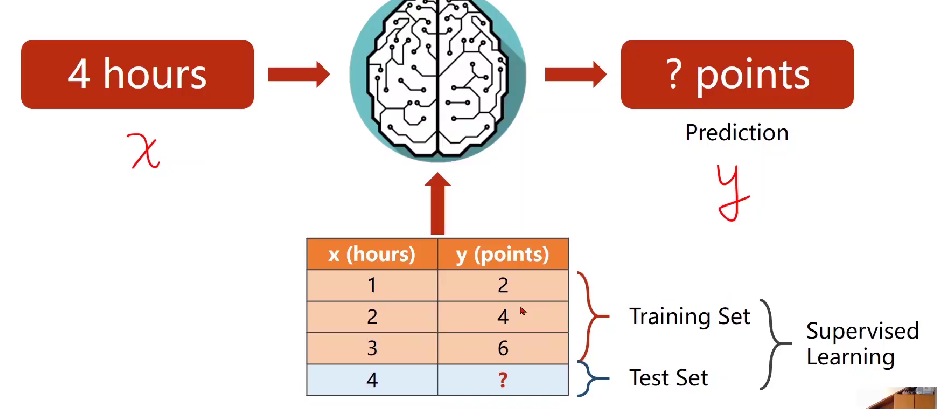 4 hours
? points
x
Prediction
y
x (hours) y (points)
1 2
2 4
3 6
4 ?
Training Set
Test Set
Supervised
Learning